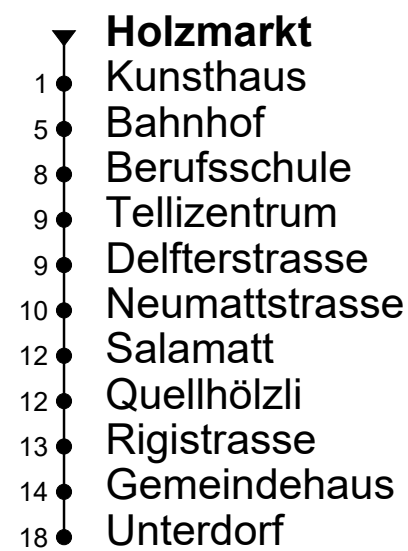 Holzmarkt
1 Kunsthaus
5 Bahnhof
8 Berufsschule
9 Tellizentrum
9 Delfterstrasse
10 Neumattstrasse
12 Salamatt
12 Quellhölzli
13 Rigistrasse
14 Gemeindehaus
18 Unterdorf